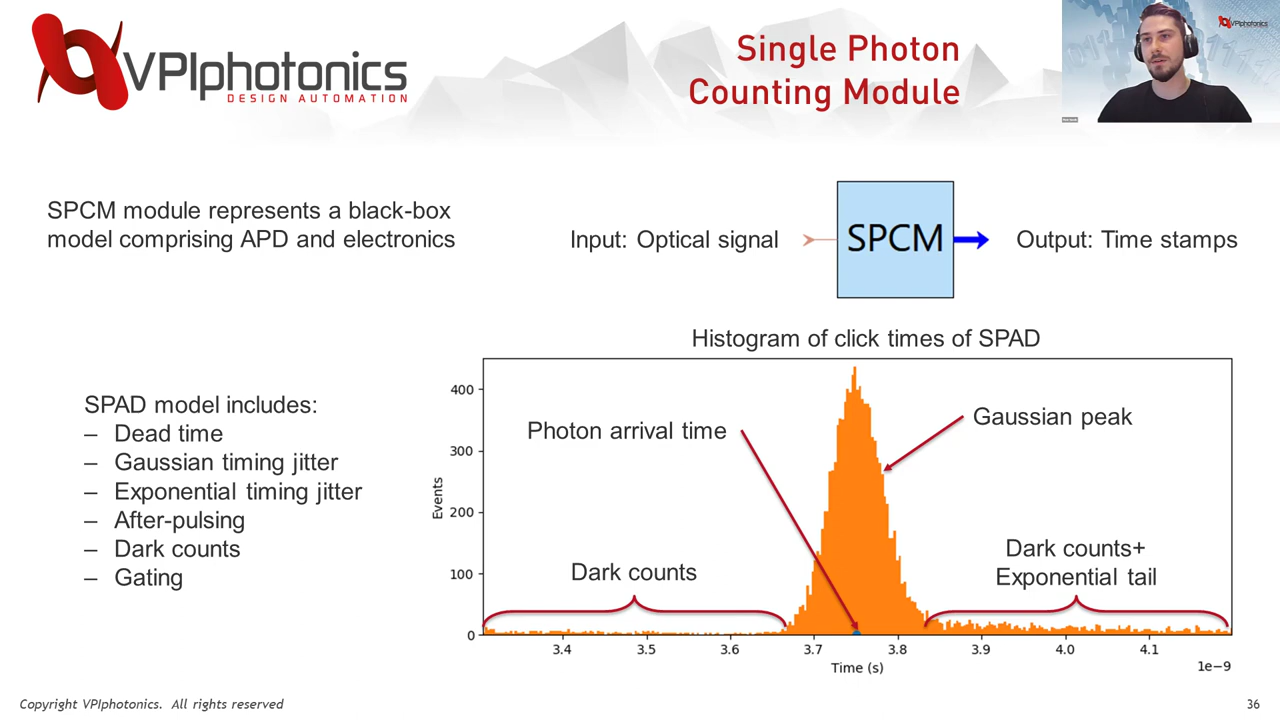 VPIphotonics
DESIGN AUTOMATION
Single Photon
Counting Module
VPIphotonics
SPCM module represents a black-box
model comprising APD and electronics
Input: Optical signal
SPCM
Output: Time stamps
Histogram of click times of SPAD
SPAD model includes:
– Dead time
– Gaussian timing jitter
– Exponential timing jitter
– After-pulsing
– Dark counts
– Gating
Events
400
300
200
100
0
Photon arrival time
Gaussian peak
Dark counts
Dark counts+
Exponential tail
3.4 3.5 3.6 3.7 3.8 3.9 4.0 4.1
Time (s)
1e−9
Copyright VPIphotonics. All rights reserved
36